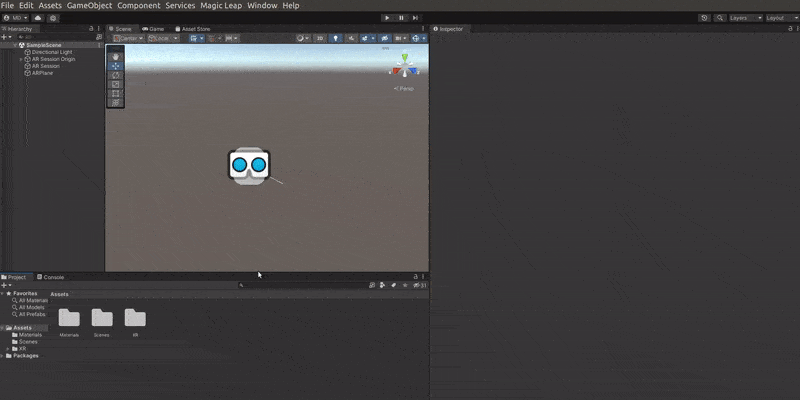 File Edit Assets GameObject Component Services Magic Leap Window Help
Layers Layout
Hierarchy
Scene Game Asset Store
Inspector
Center Local
2D
SampleScene
Directional Light
AR Session Origin
AR Session
ARPlane
Persp
Project Console
Favorites
All Materials
All Models
All Prefabs
Assets
Materials
Scenes
XR
Packages
Assets
Materials Scenes XR